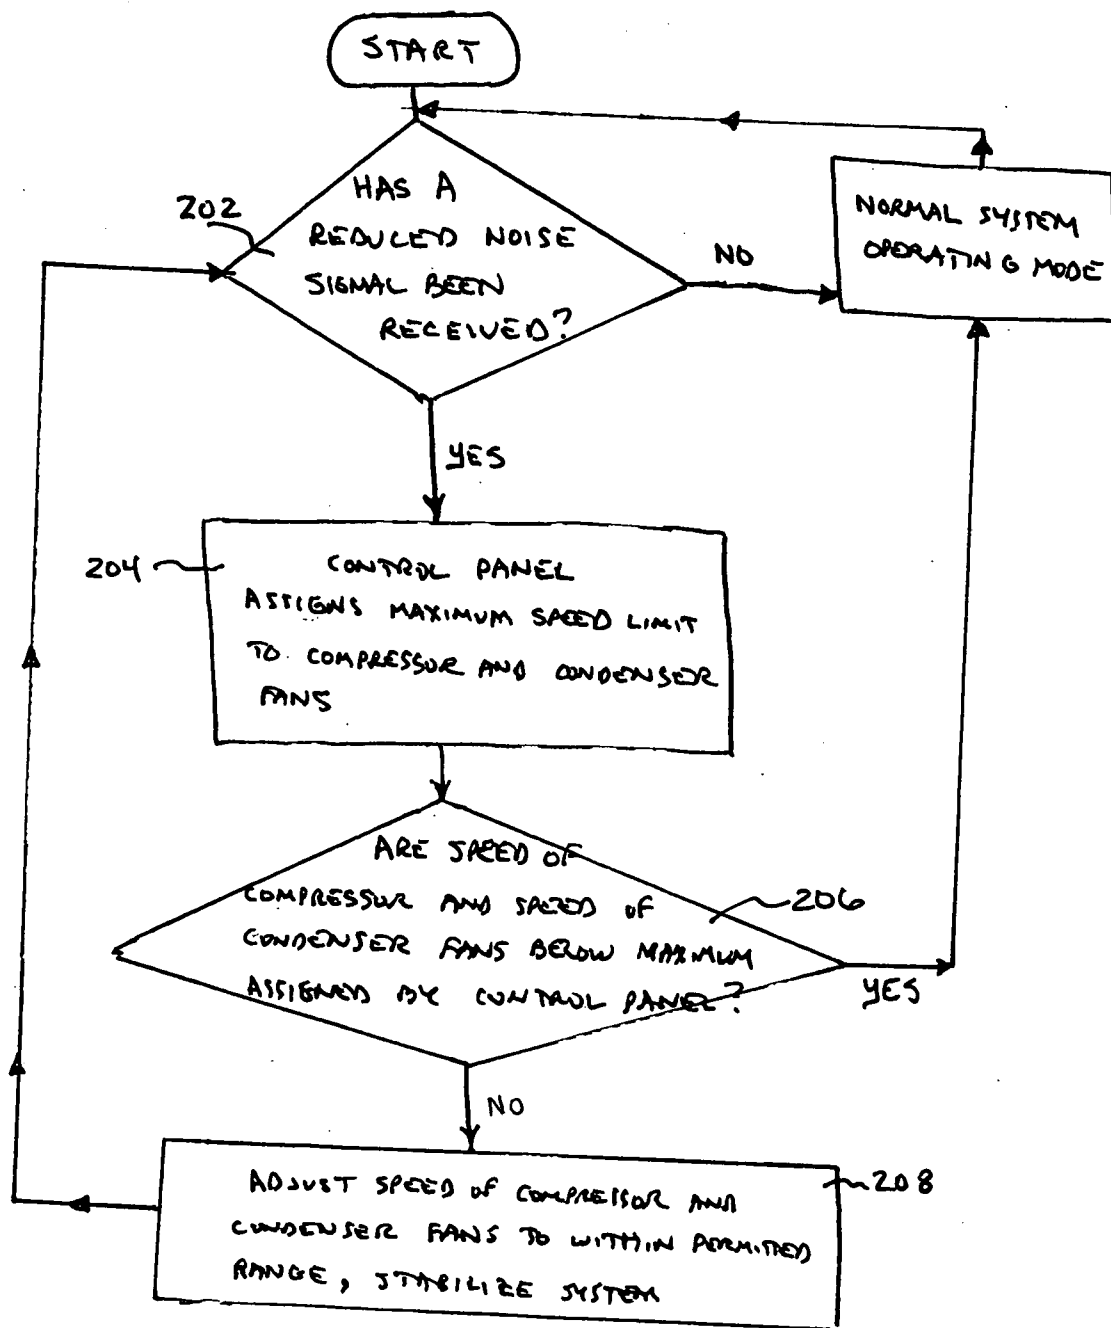 START
202
HAS A
REDUCED NOISE
SIGNAL BEEN
RECEIVED?
NO
NORMAL SYSTEM
OPERATING MODE
YES
204
CONTROL PANEL
ASSIGNS MAXIMUM SPEED LIMIT
TO COMPRESSOR AND CONDENSER
FANS
ARE SPEED OF
COMPRESSOR AND SPEED OF
CONDENSER FANS BELOW MAXIMUM
ASSIGNED BY CONTROL PANEL?
206
YES
NO
ADJUST SPEED OF COMPRESSOR AND
CONDENSER FANS TO WITHIN PERMITTED
RANGE, STABILIZE SYSTEM
208